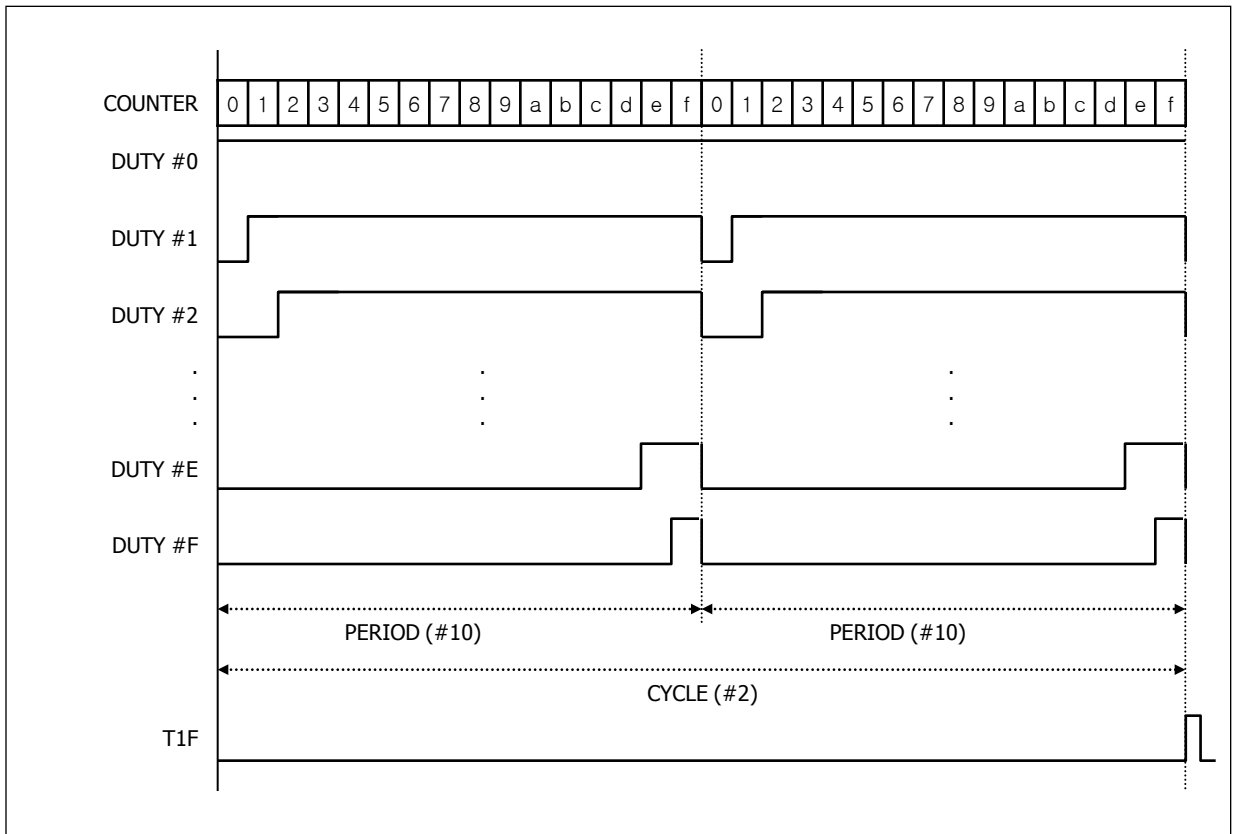 COUNTER 0 1 2 3 4 5 6 7 8 9 a b c d e f 0 1 2 3 4 5 6 7 8 9 a b c d e f
DUTY #0
DUTY #1
DUTY #2
. . .
. . .
. . .
DUTY #E
DUTY #F
PERIOD (#10) PERIOD (#10)
CYCLE (#2)
T1F